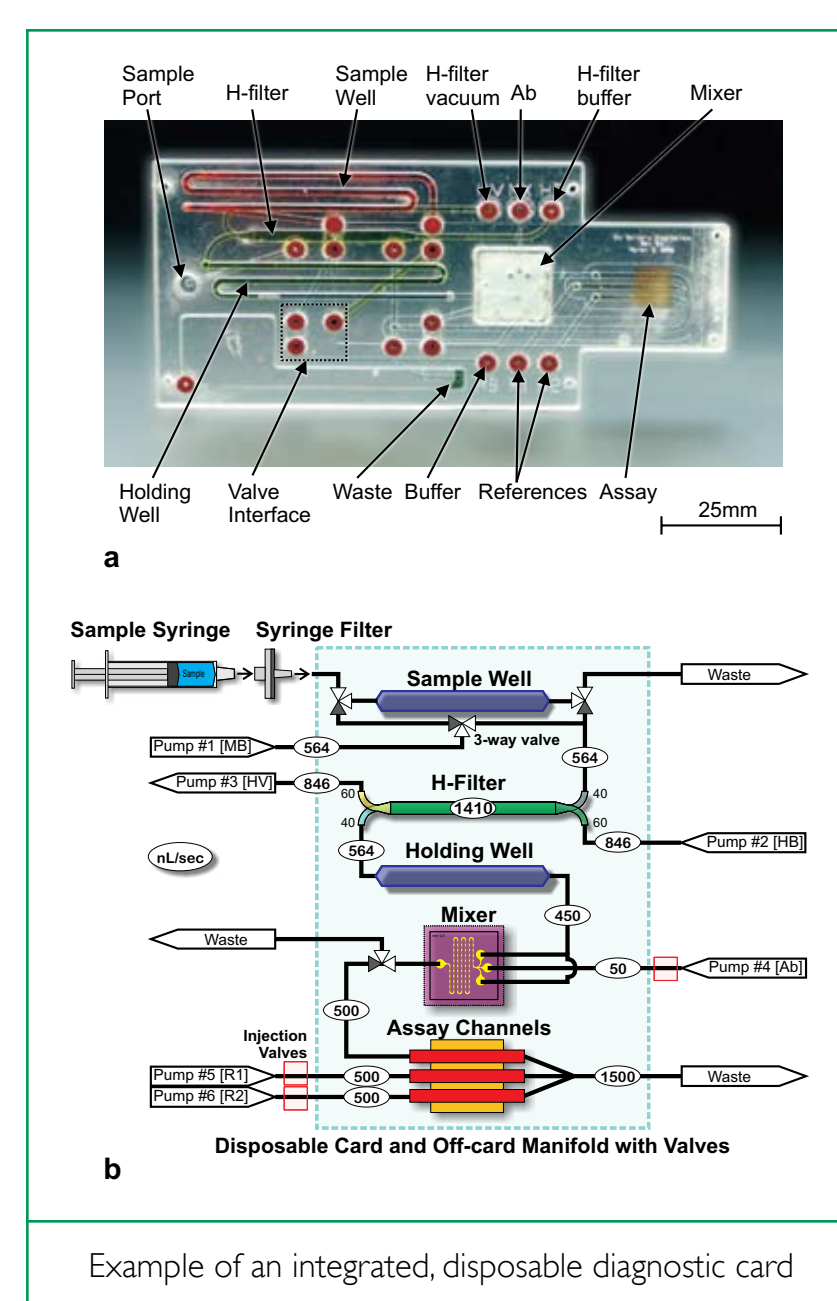 Sample Port
H-filter
Sample Well
H-filter vacuum
Ab
H-filter buffer
Mixer
Holding Well
Valve Interface
Waste
Buffer
References
Assay
25mm
a
Sample Syringe
Syringe Filter
Sample
Sample Well
Waste
3-way valve
Pump #1 [MB]
564
564
Pump #3 [HV]
846
H-Filter
60
40
1410
40
60
564
846
Pump #2 [HB]
nL/sec
Holding Well
450
Mixer
Waste
50
Pump #4 [Ab]
500
Assay Channels
Injection Valves
Pump #5 [R1]
500
1500
Waste
Pump #6 [R2]
500
Disposable Card and Off-card Manifold with Valves
b
Example of an integrated, disposable diagnostic card